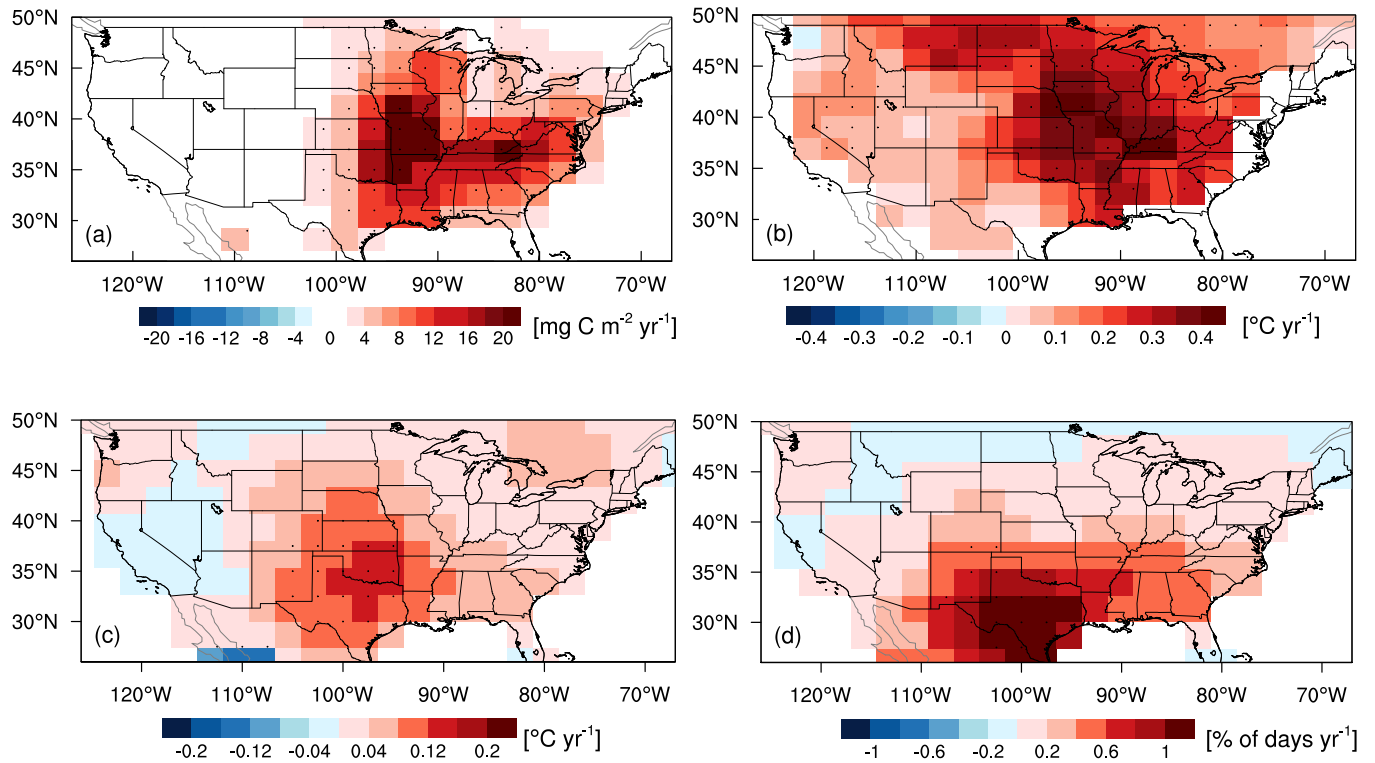 50°N
45°N
40°N
35°N
30°N
(a)
120°W 110°W 100°W 90°W 80°W 70°W
-20 -16 -12 -8 -4 0 4 8 12 16 20 [mg C m-2 yr-1]
50°N
45°N
40°N
35°N
30°N
(b)
120°W 110°W 100°W 90°W 80°W 70°W
-0.4 -0.3 -0.2 -0.1 0 0.1 0.2 0.3 0.4 [°C yr-1]
50°N
45°N
40°N
35°N
30°N
(c)
120°W 110°W 100°W 90°W 80°W 70°W
-0.2 -0.12 -0.04 0.04 0.12 0.2 [°C yr-1]
50°N
45°N
40°N
35°N
30°N
(d)
120°W 110°W 100°W 90°W 80°W 70°W
-1 -0.6 -0.2 0.2 0.6 1 [% of days yr-1]